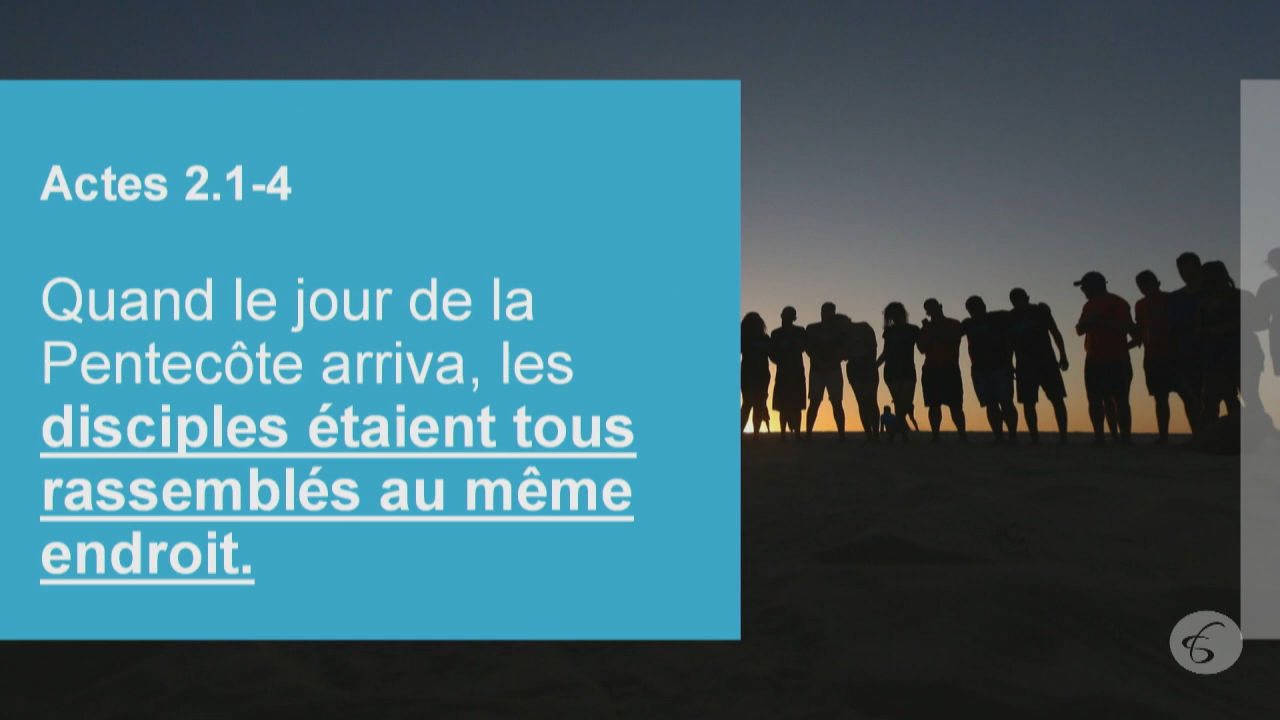 Actes 2.1-4
Quand le jour de la
Pentecôte arriva, les
disciples étaient tous
rassemblés au même
endroit.